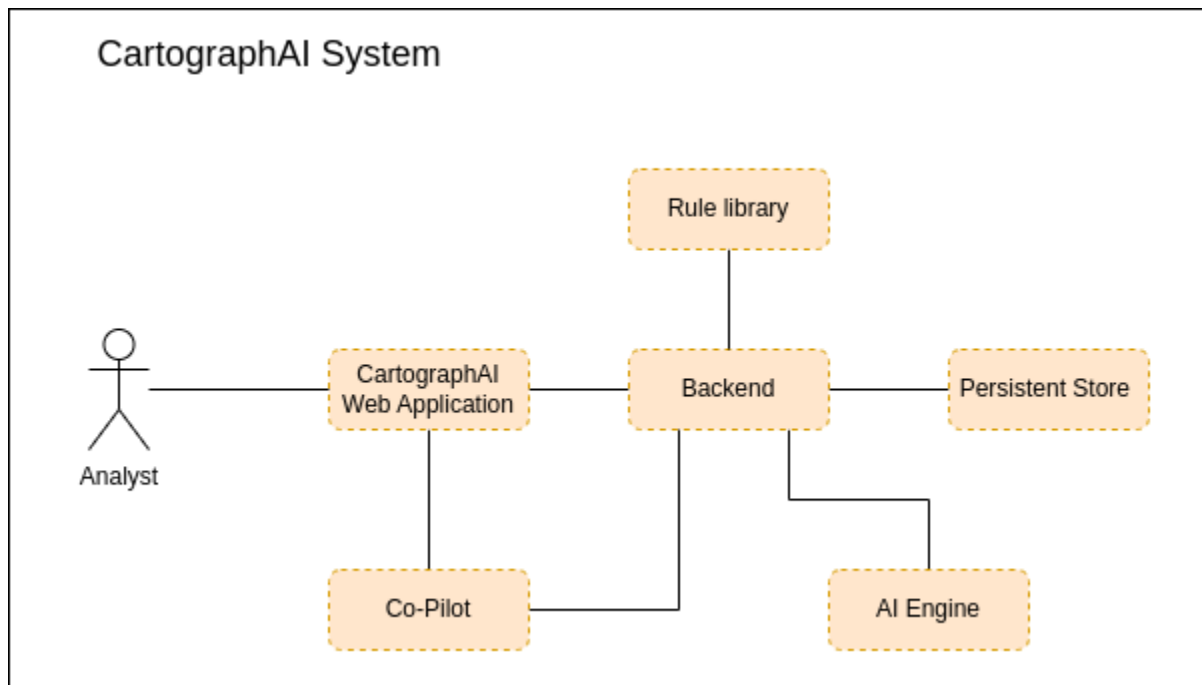 CartographAI System
Rule library
CartographAI
Web Application
Backend
Persistent Store
Analyst
Co-Pilot
AI Engine